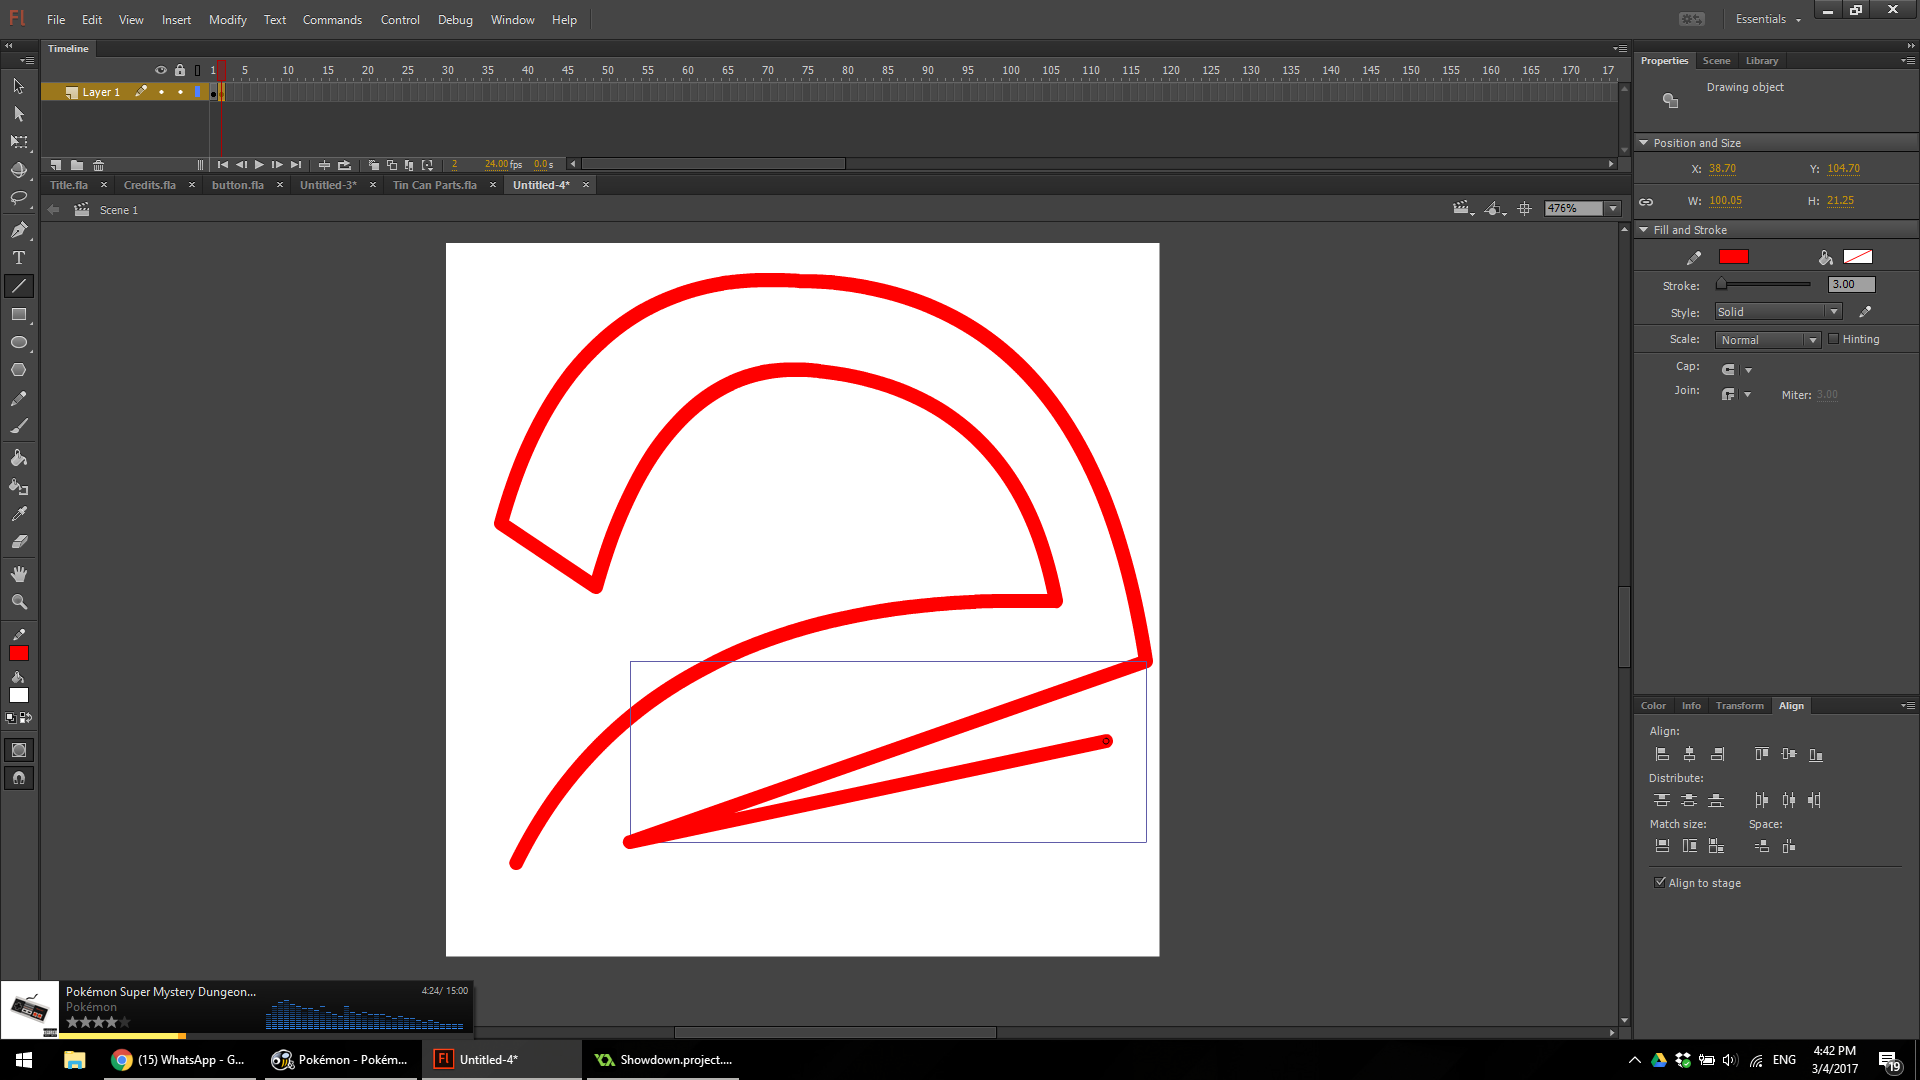 Fl File Edit View Insert Modify Text Commands Control Debug Window Help Essentials
Timeline
1 5 10 15 20 25 30 35 40 45 50 55 60 65 70 75 80 85 90 95 100 105 110 115 120 125 130 135 140 145 150 155 160 165 170 17
Layer 1
2 24.00 fps 0.0 s
Title.fla Credits.fla button.fla Untitled-3* Tin Can Parts.fla Untitled-4*
Scene 1 476%
Properties Scene Library
Drawing object
Position and Size
X: 38.70 Y: 104.70
W: 100.05 H: 21.25
Fill and Stroke
Stroke: 3.00
Style: Solid
Scale: Normal Hinting
Cap:
Join: Miter: 3.00
Color Info Transform Align
Align:
Distribute:
Match size: Space:
Align to stage
Pokémon Super Mystery Dungeon... 4:24/ 15:00
Pokémon
(15) WhatsApp - G... Pokémon - Pokém... Fl Untitled-4* Showdown.project.... ENG 4:42 PM
3/4/2017 19